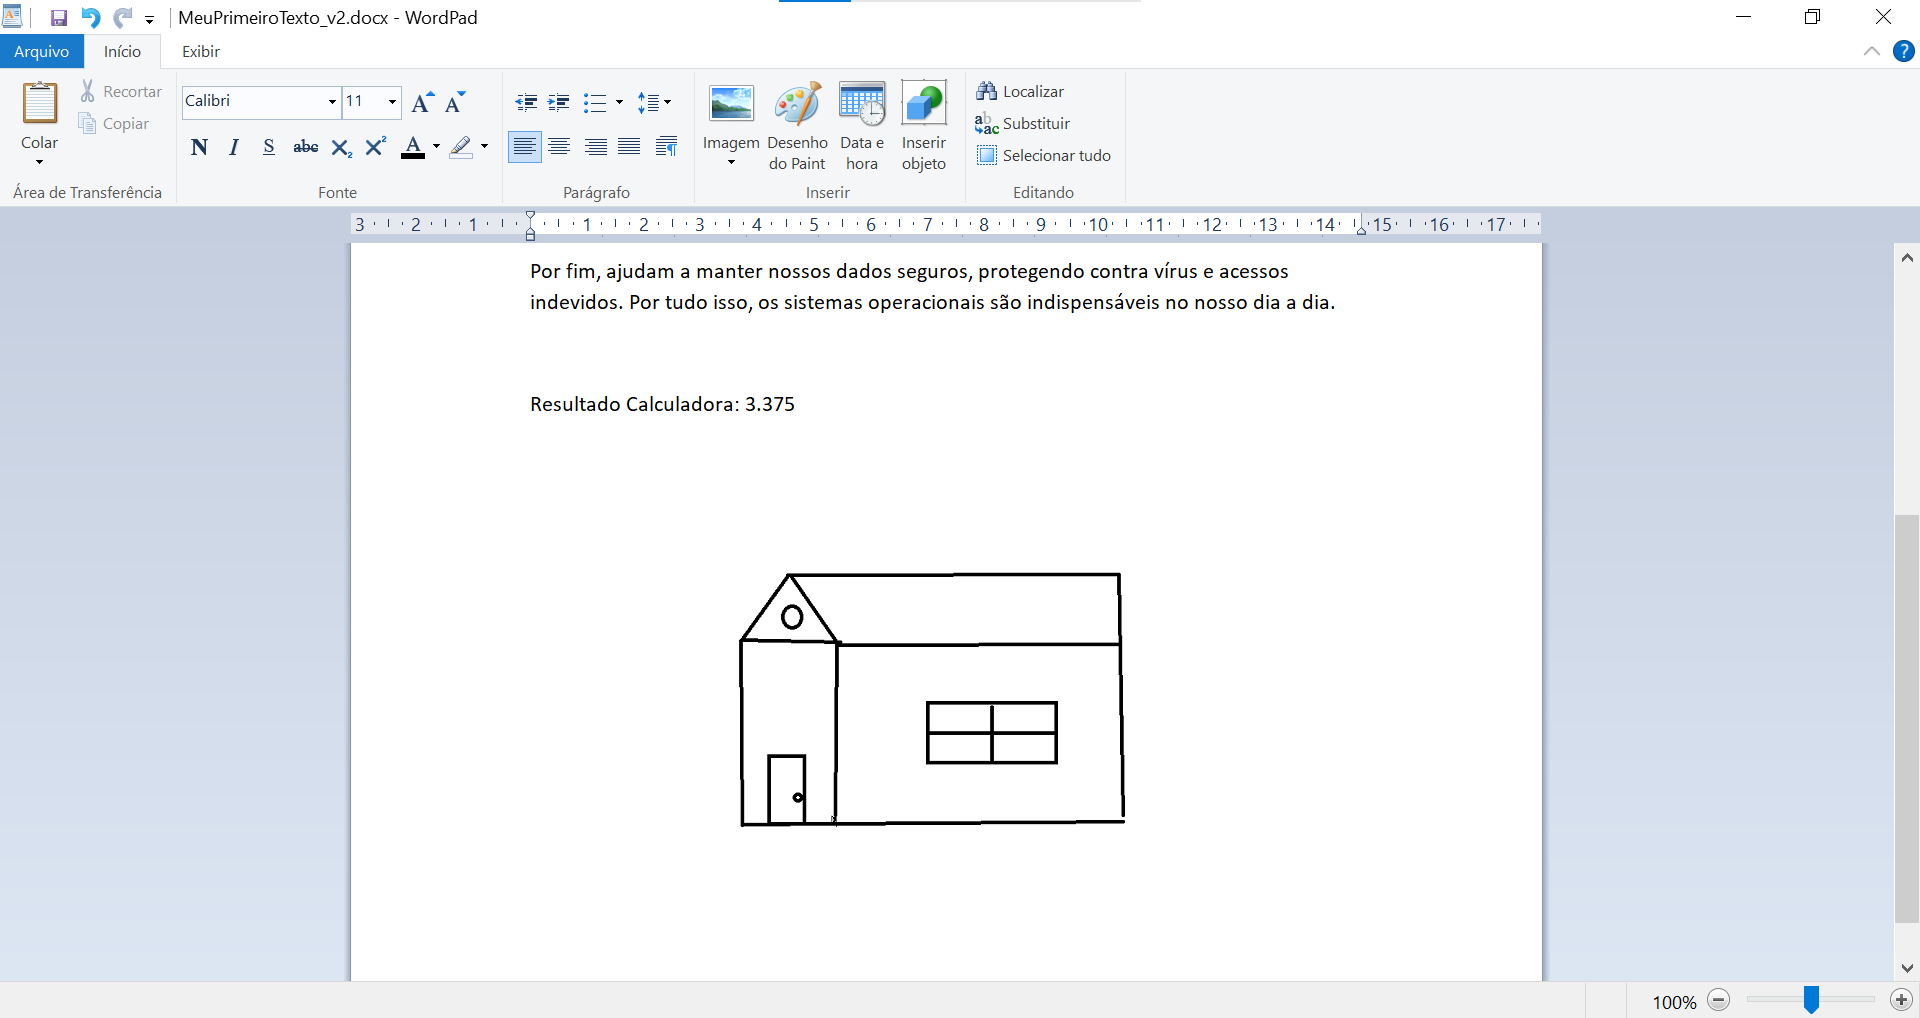 MeuPrimeiroTexto_v2.docx - WordPad
Arquivo Início Exibir
Colar
Recortar
Copiar
Área de Transferência
Calibri 11
N I S abc X₂ X² A
Fonte
Parágrafo
Imagem
Desenho
do Paint
Data e
hora
Inserir
objeto
Inserir
Localizar
Substituir
Selecionar tudo
Editando
3 2 1 1 2 3 4 5 6 7 8 9 10 11 12 13 14 15 16 17
Por fim, ajudam a manter nossos dados seguros, protegendo contra vírus e acessos
indevidos. Por tudo isso, os sistemas operacionais são indispensáveis no nosso dia a dia.
Resultado Calculadora: 3.375
100%